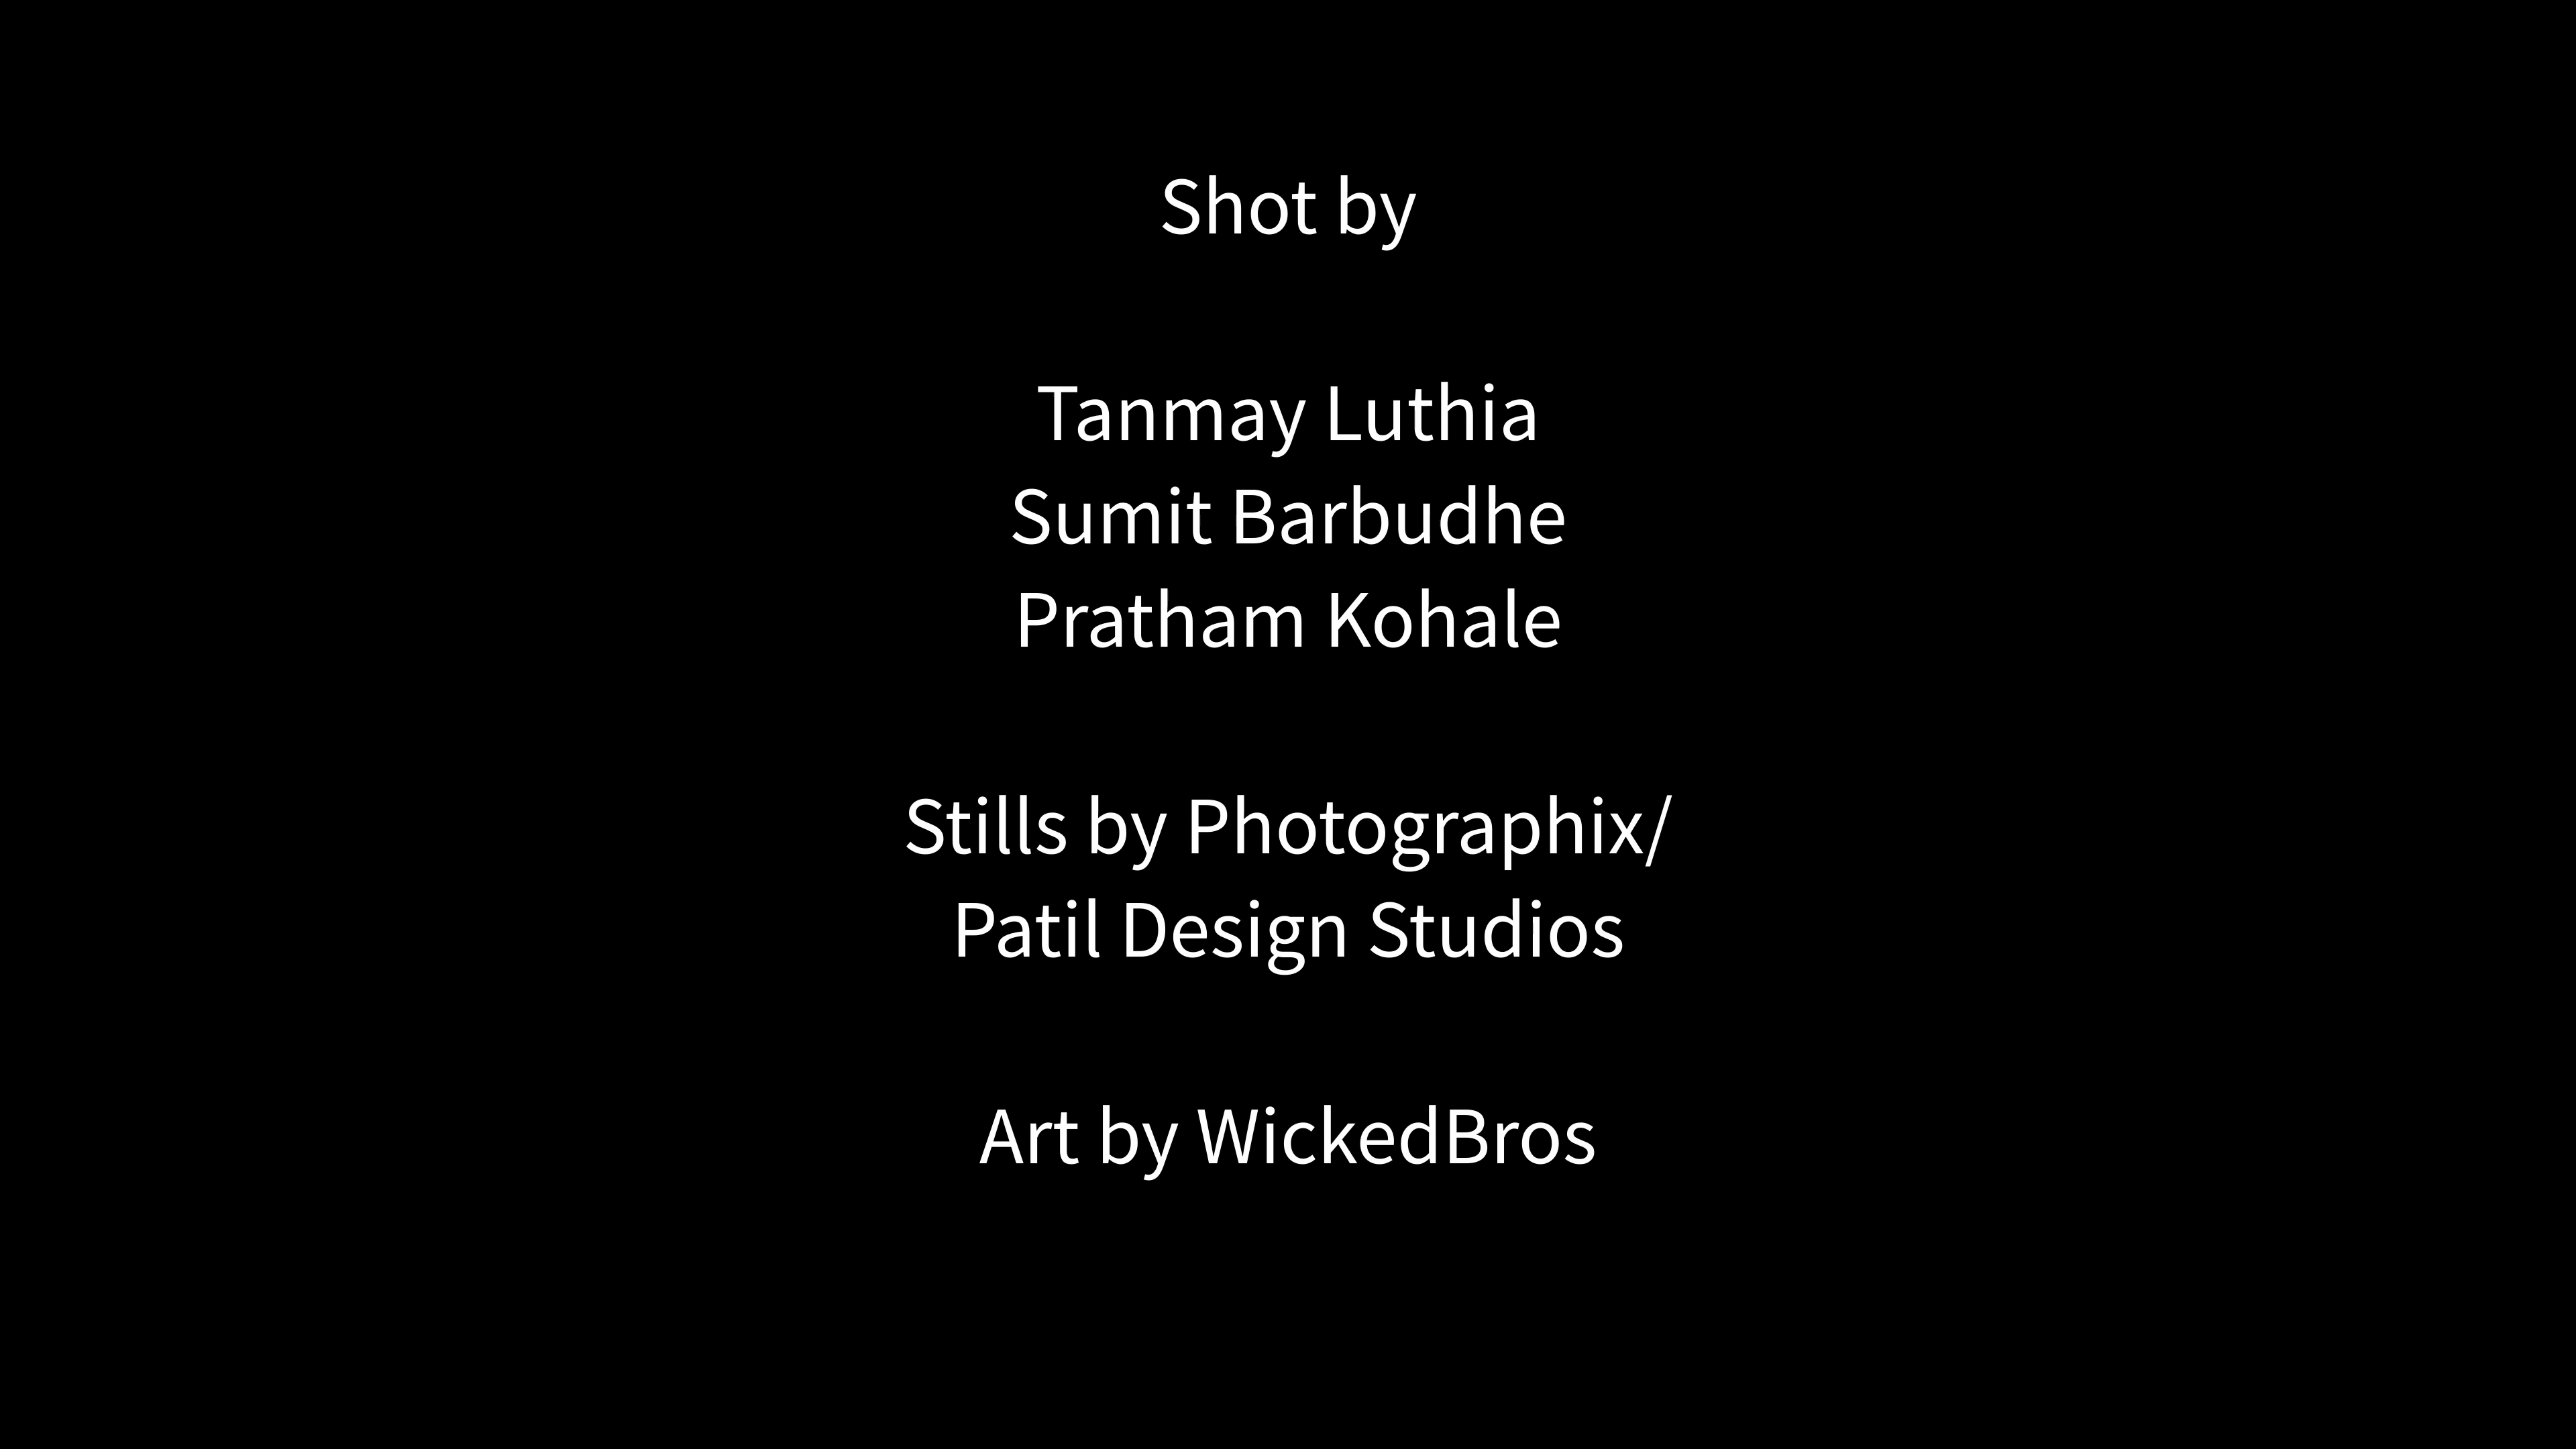 Shot by
Tanmay Luthia
Sumit Barbudhe
Pratham Kohale
Stills by Photographix/
Patil Design Studios
Art by WickedBros